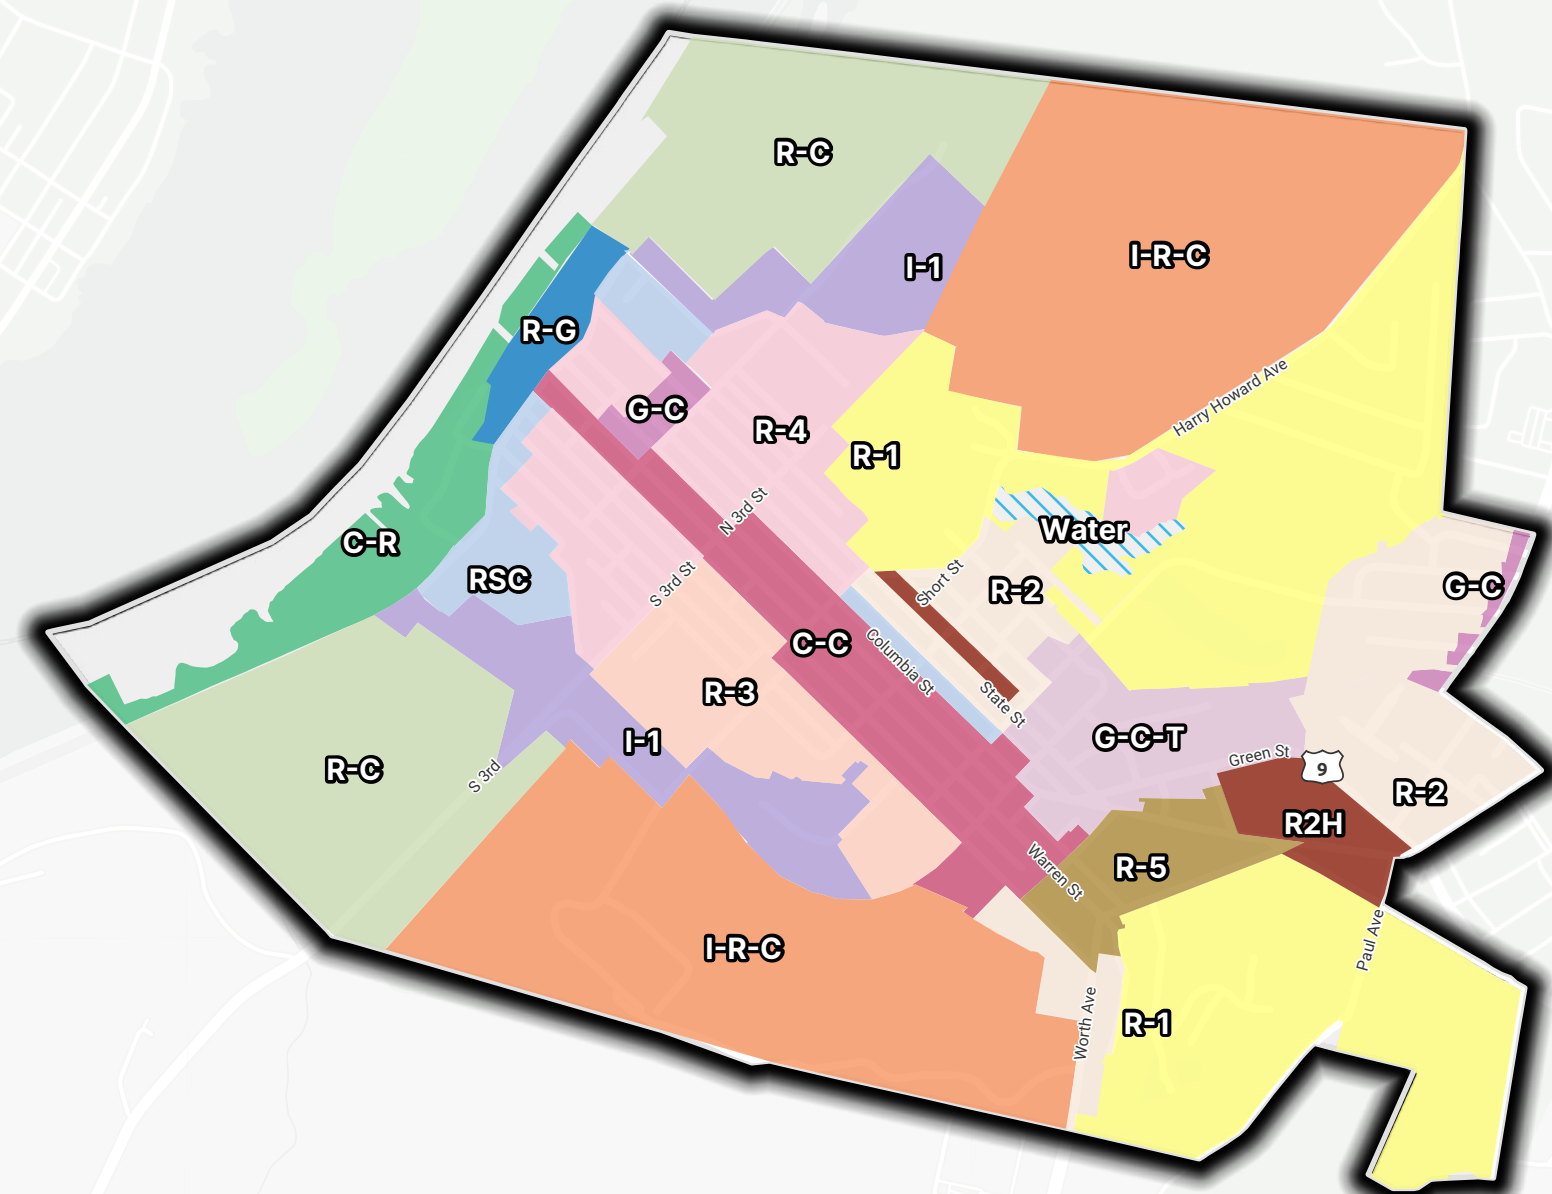 R-C
I-R-C
I-1
R-G
Harry Howard Ave
G-C
R-4
R-1
N 3rd St
Water
C-R
RSC
S 3rd St
Short St
R-2
G-C
C-C
Columbia St
R-3
State St
I-1
G-C-T
Green St
R-C
S 3rd
9
R-2
R2H
R-5
Warren St
I-R-C
Paul Ave
Worth Ave
R-1